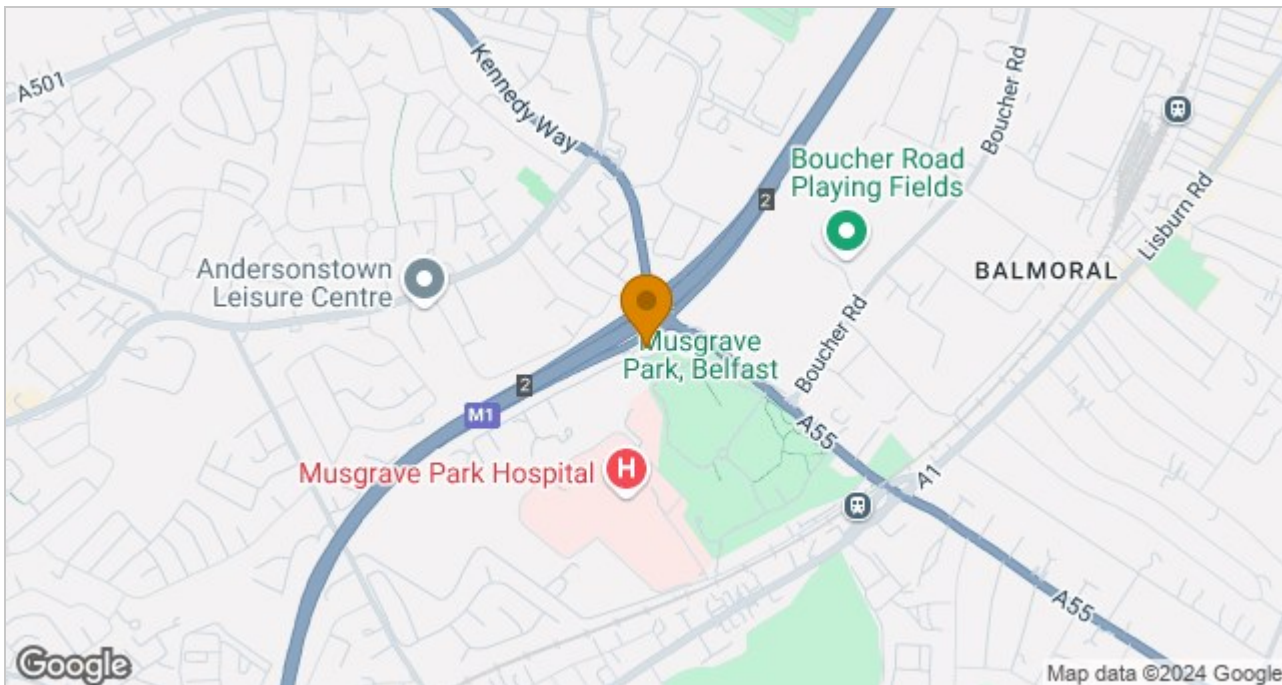 A501
Kennedy Way
Boucher Rd
Boucher Road
Playing Fields
Lisburn Rd
2
Andersonstown
Leisure Centre
BALMORAL
Musgrave
Park, Belfast
Boucher Rd
2
M1
A55
Musgrave Park Hospital
H
A1
A55
Google
Map data ©2024 Google